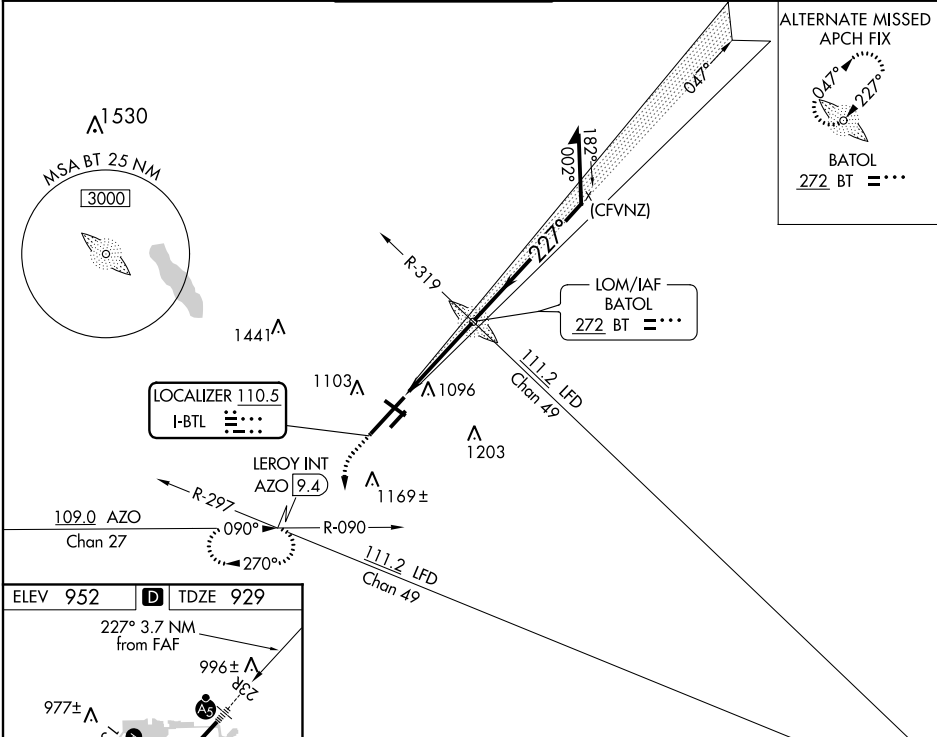 ALTERNATE MISSED
APCH FIX
047°
227°
BATOL
272 BT
1530
MSA BT 25 NM
3000
047°
182°
002°
(CFVNZ)
227°
R-319
LOM/IAF
BATOL
272 BT
1441
111.2 LFD
Chan 49
1103
1096
LOCALIZER 110.5
I-BTL
1203
LEROY INT
AZO 9.4
1169±
R-297
109.0 AZO
Chan 27
090°
R-090
270°
111.2 LFD
Chan 49
ELEV 952 D TDZE 929
227° 3.7 NM
from FAF
996±
23R
A5
977±